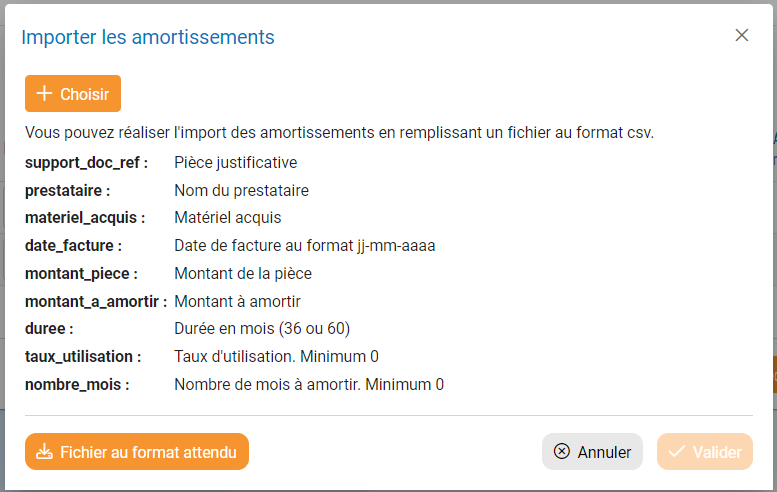 Importer les amortissements
Choisir
Vous pouvez réaliser l'import des amortissements en remplissant un fichier au format csv.
support_doc_ref : Pièce justificative
prestataire : Nom du prestataire
materiel_acquis : Matériel acquis
date_facture : Date de facture au format jj-mm-aaaa
montant_piece : Montant de la pièce
montant_a_amortir : Montant à amortir
duree : Durée en mois (36 ou 60)
taux_utilisation : Taux d'utilisation. Minimum 0
nombre_mois : Nombre de mois à amortir. Minimum 0
Fichier au format attendu Annuler Valider